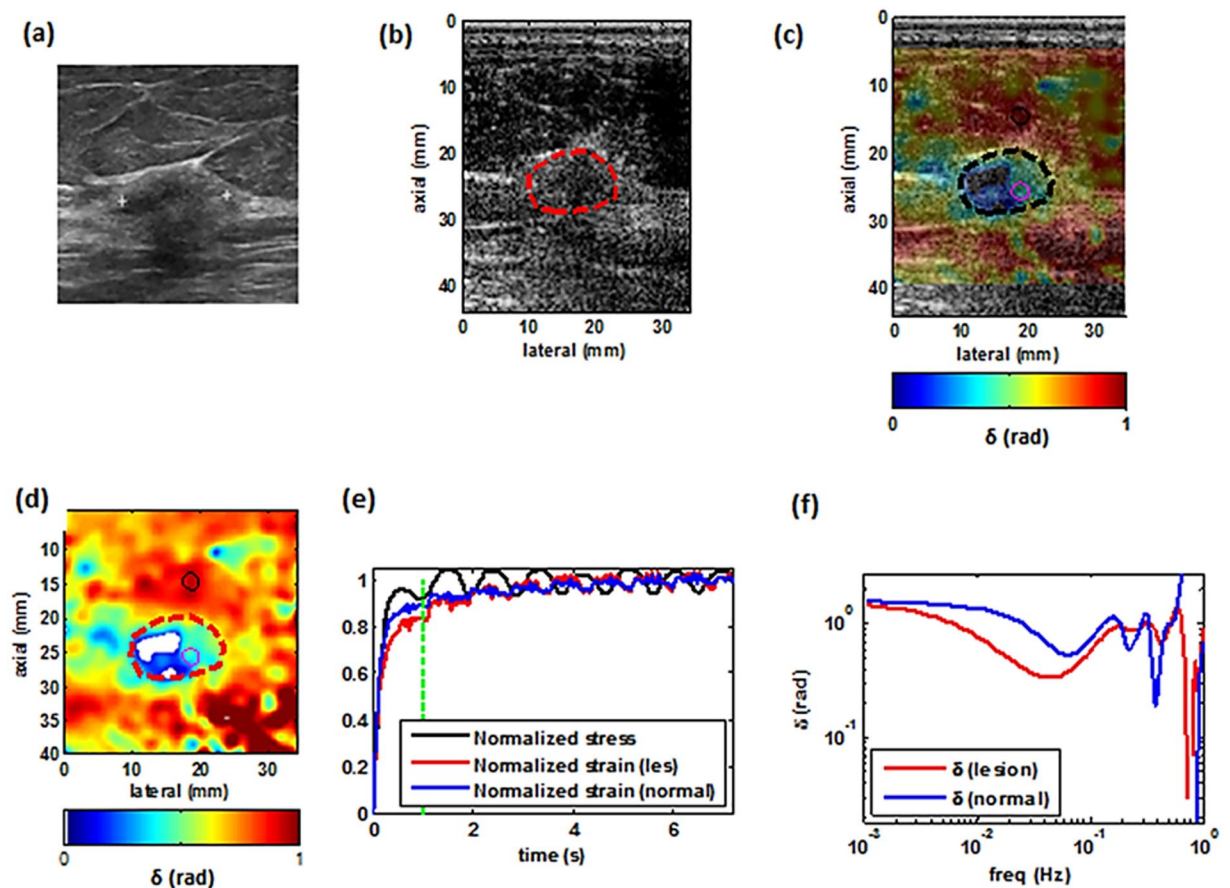 (a)
(b)
0
10
20
30
40
axial (mm)
0
10
20
30
lateral (mm)
(c)
0
10
20
30
40
axial (mm)
0
10
20
30
lateral (mm)
0
1
δ (rad)
(d)
10
15
20
25
30
35
40
axial (mm)
0
10
20
30
lateral (mm)
0
1
δ (rad)
(e)
1
0.8
0.6
0.4
0.2
0
0
2
4
6
time (s)
Normalized stress
Normalized strain (les)
Normalized strain (normal)
(f)
10^0
10^-1
δ (rad)
10^-3
10^-2
10^-1
10^0
freq (Hz)
δ (lesion)
δ (normal)